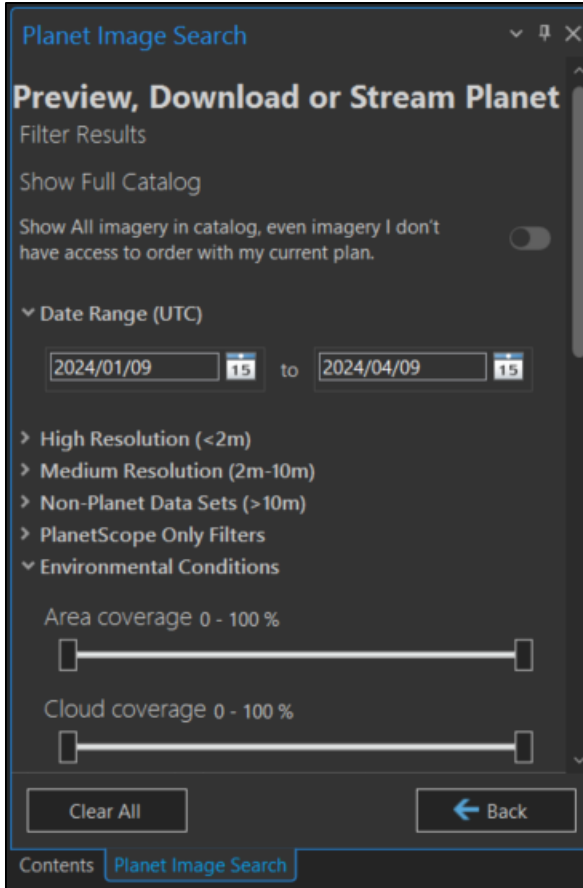 Planet Image Search
Preview, Download or Stream Planet
Filter Results
Show Full Catalog
Show All imagery in catalog, even imagery I don't
have access to order with my current plan.
Date Range (UTC)
2024/01/09 15 to 2024/04/09 15
High Resolution (<2m)
Medium Resolution (2m-10m)
Non-Planet Data Sets (>10m)
PlanetScope Only Filters
Environmental Conditions
Area coverage 0 - 100 %
Cloud coverage 0 - 100 %
Clear All Back
Contents Planet Image Search